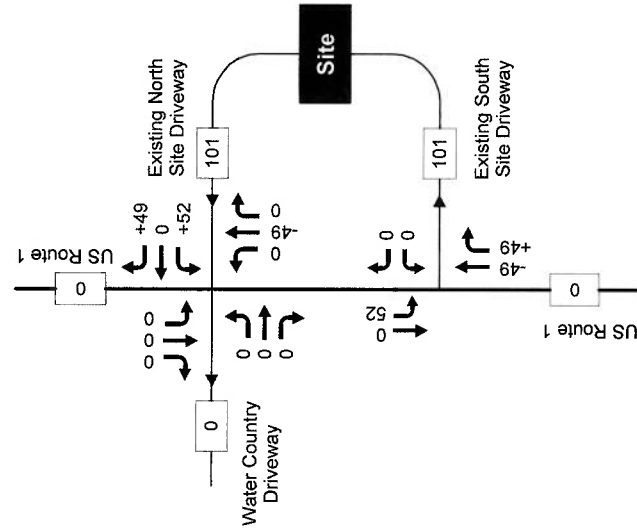 US Route 1
0
+49
0
+52
Existing North
Site Driveway
101
Site
0
0
0
0
-49
0
0
Water Country
Driveway
0
0
0
0
0
52
0
-49
+49
101
Existing South
Site Driveway
0
US Route 1